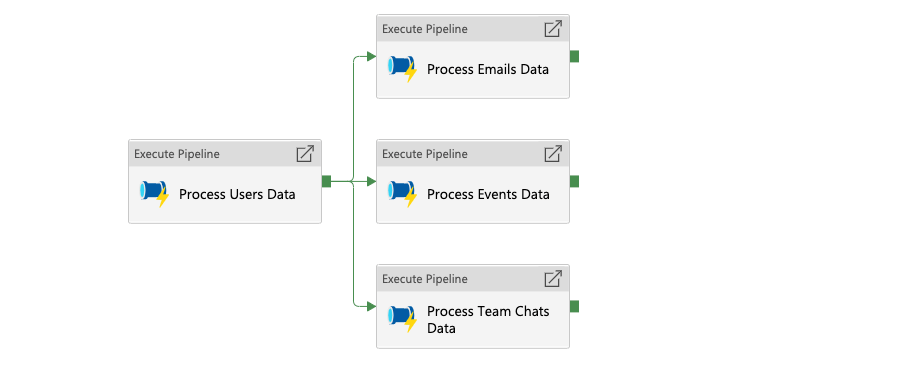 Execute Pipeline
Process Emails Data
Execute Pipeline
Process Users Data
Execute Pipeline
Process Events Data
Execute Pipeline
Process Team Chats
Data